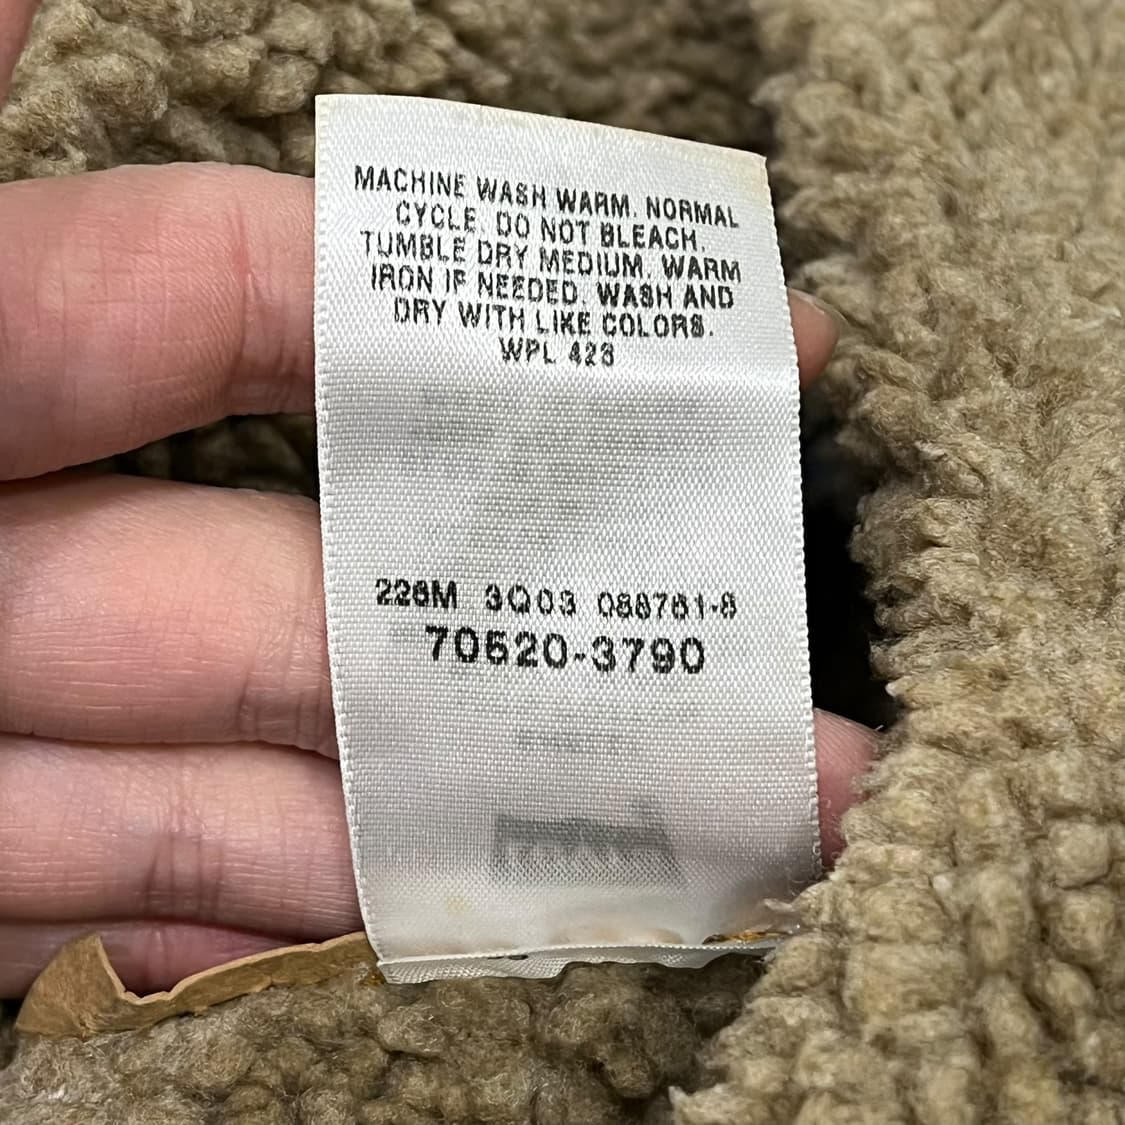 MACHINE WASH WARM. NORMAL
CYCLE. DO NOT BLEACH.
TUMBLE DRY MEDIUM. WARM
IRON IF NEEDED. WASH AND
DRY WITH LIKE COLORS.
WPL 423
226M 3Q03 088761-8
70520-3790